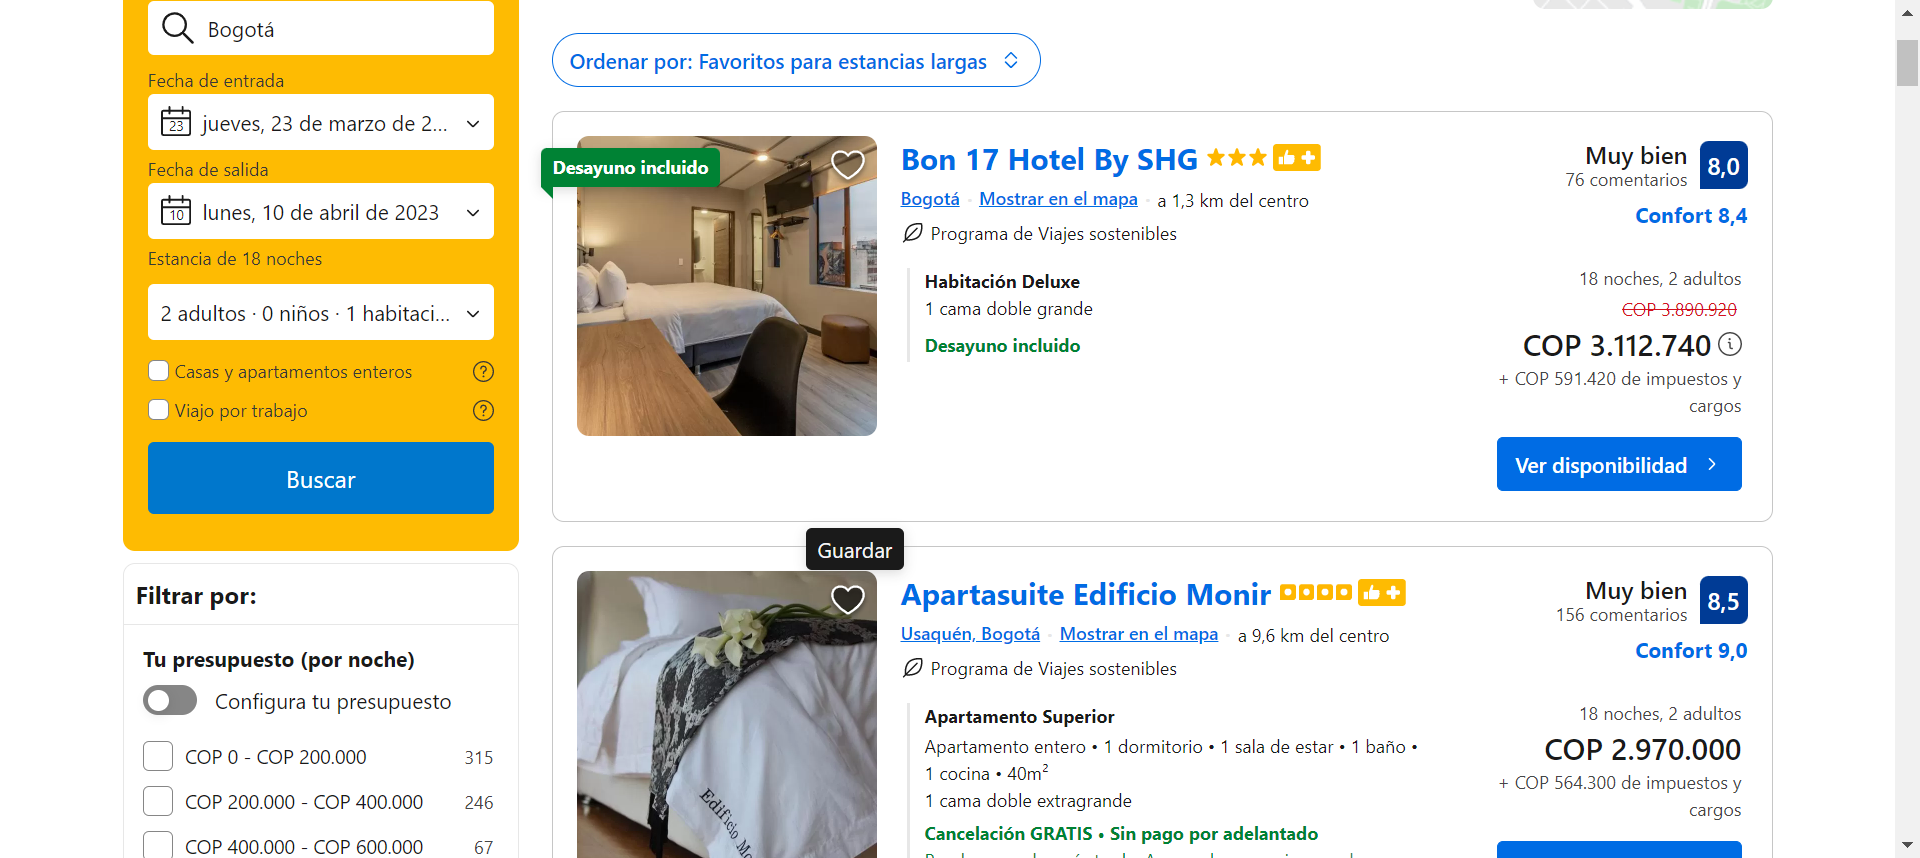 Bogotá
Fecha de entrada
23
jueves, 23 de marzo de 2...
Fecha de salida
10
lunes, 10 de abril de 2023
Estancia de 18 noches
2 adultos · 0 niños · 1 habitaci...
Casas y apartamentos enteros
Viajo por trabajo
Buscar
Filtrar por:
Tu presupuesto (por noche)
Configura tu presupuesto
COP 0 - COP 200.000 315
COP 200.000 - COP 400.000 246
COP 400.000 - COP 600.000 67
Ordenar por: Favoritos para estancias largas
Desayuno incluido
Bon 17 Hotel By SHG
Bogotá · Mostrar en el mapa · a 1,3 km del centro
Programa de Viajes sostenibles
Habitación Deluxe
1 cama doble grande
Desayuno incluido
Muy bien 8,0
76 comentarios
Confort 8,4
18 noches, 2 adultos
COP 3.890.920
COP 3.112.740
+ COP 591.420 de impuestos y
cargos
Ver disponibilidad
Guardar
Apartasuite Edificio Monir
Usaquén, Bogotá · Mostrar en el mapa · a 9,6 km del centro
Programa de Viajes sostenibles
Apartamento Superior
Apartamento entero • 1 dormitorio • 1 sala de estar • 1 baño •
1 cocina • 40m²
1 cama doble extragrande
Cancelación GRATIS • Sin pago por adelantado
Muy bien 8,5
156 comentarios
Confort 9,0
18 noches, 2 adultos
COP 2.970.000
+ COP 564.300 de impuestos y
cargos
Edificio